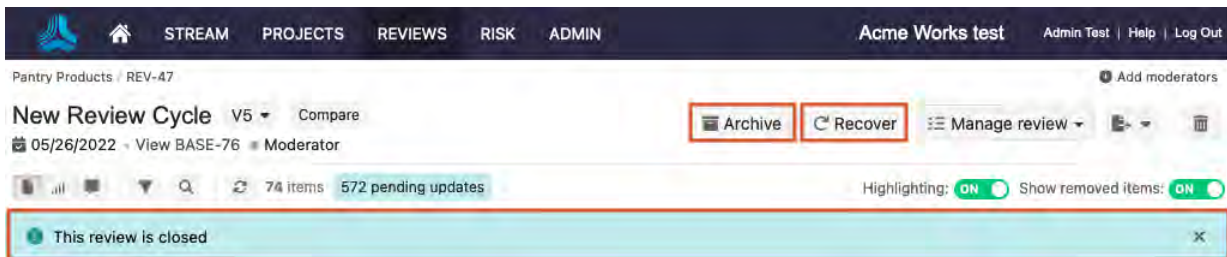 STREAM PROJECTS REVIEWS RISK ADMIN Acme Works test Admin Test | Help | Log Out
Pantry Products / REV-47 Add moderators
New Review Cycle V5 Compare Archive Recover Manage review
05/26/2022 View BASE-76 Moderator
74 items 572 pending updates Highlighting: ON Show removed items: ON
This review is closed